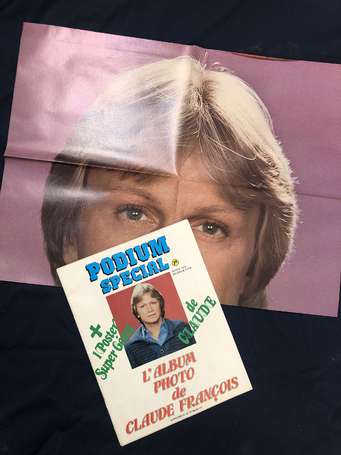 PODIUM
SPECIAL
+
1 Poster
Super Géant
de
CLAUDE
L'ALBUM
PHOTO
de
CLAUDE FRANÇOIS